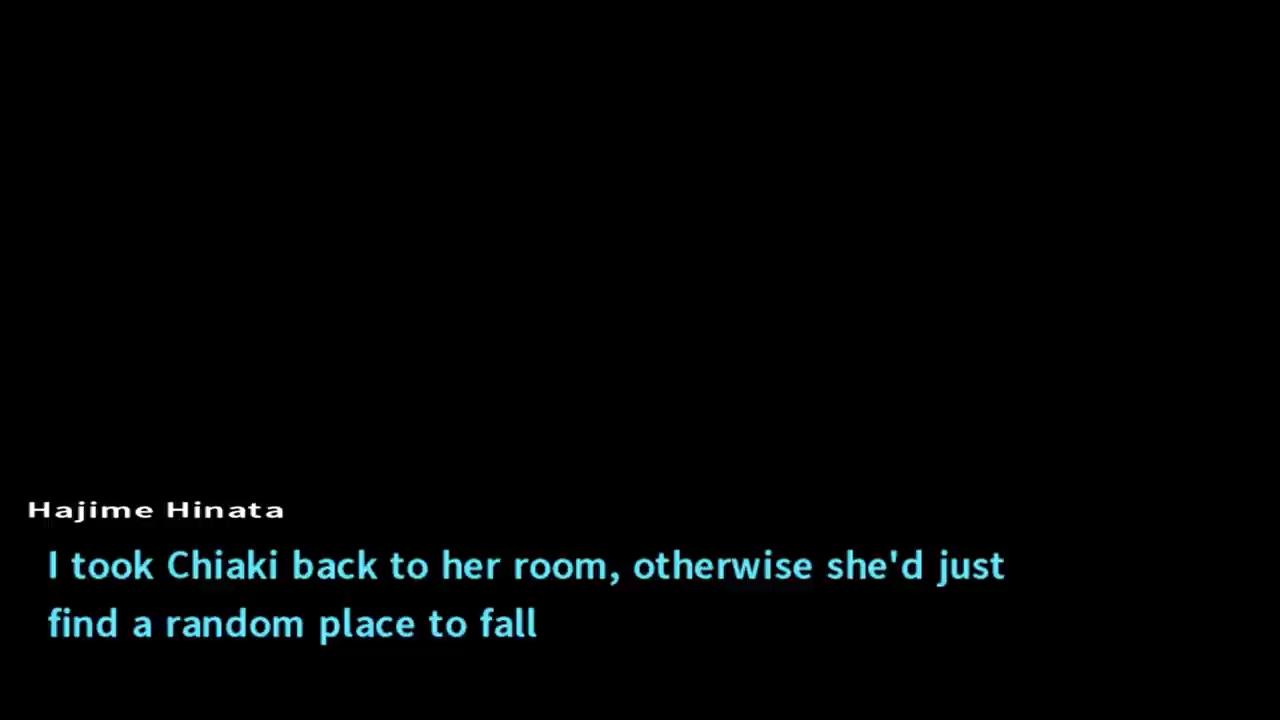 Hajime Hinata
I took Chiaki back to her room, otherwise she'd just
find a random place to fall